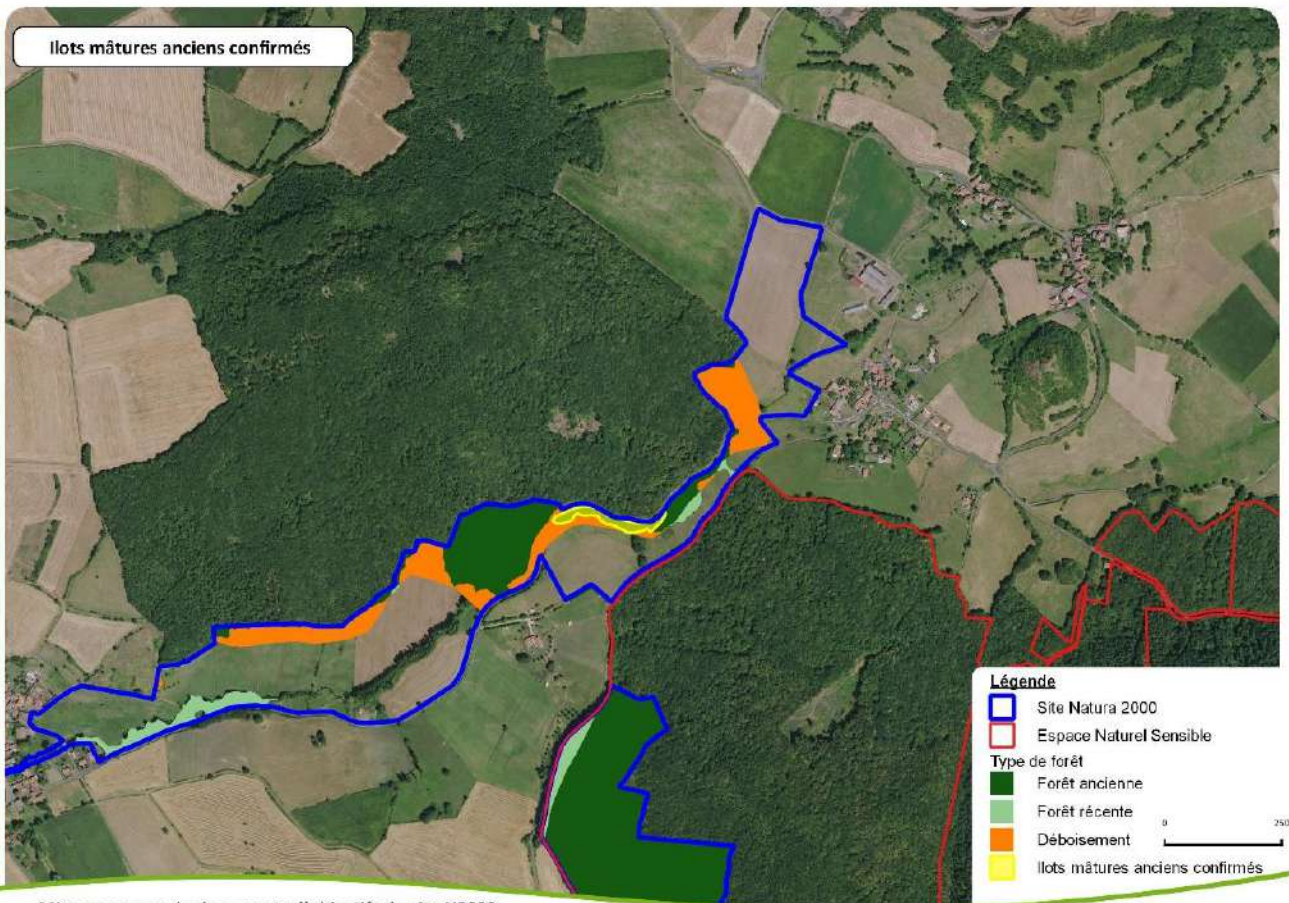 Ilots mâtures anciens confirmés
Légende
Site Natura 2000
Espace Naturel Sensible
Type de forêt
Forêt ancienne
Forêt récente
Déboisement
Ilots mâtures anciens confirmés
0
250